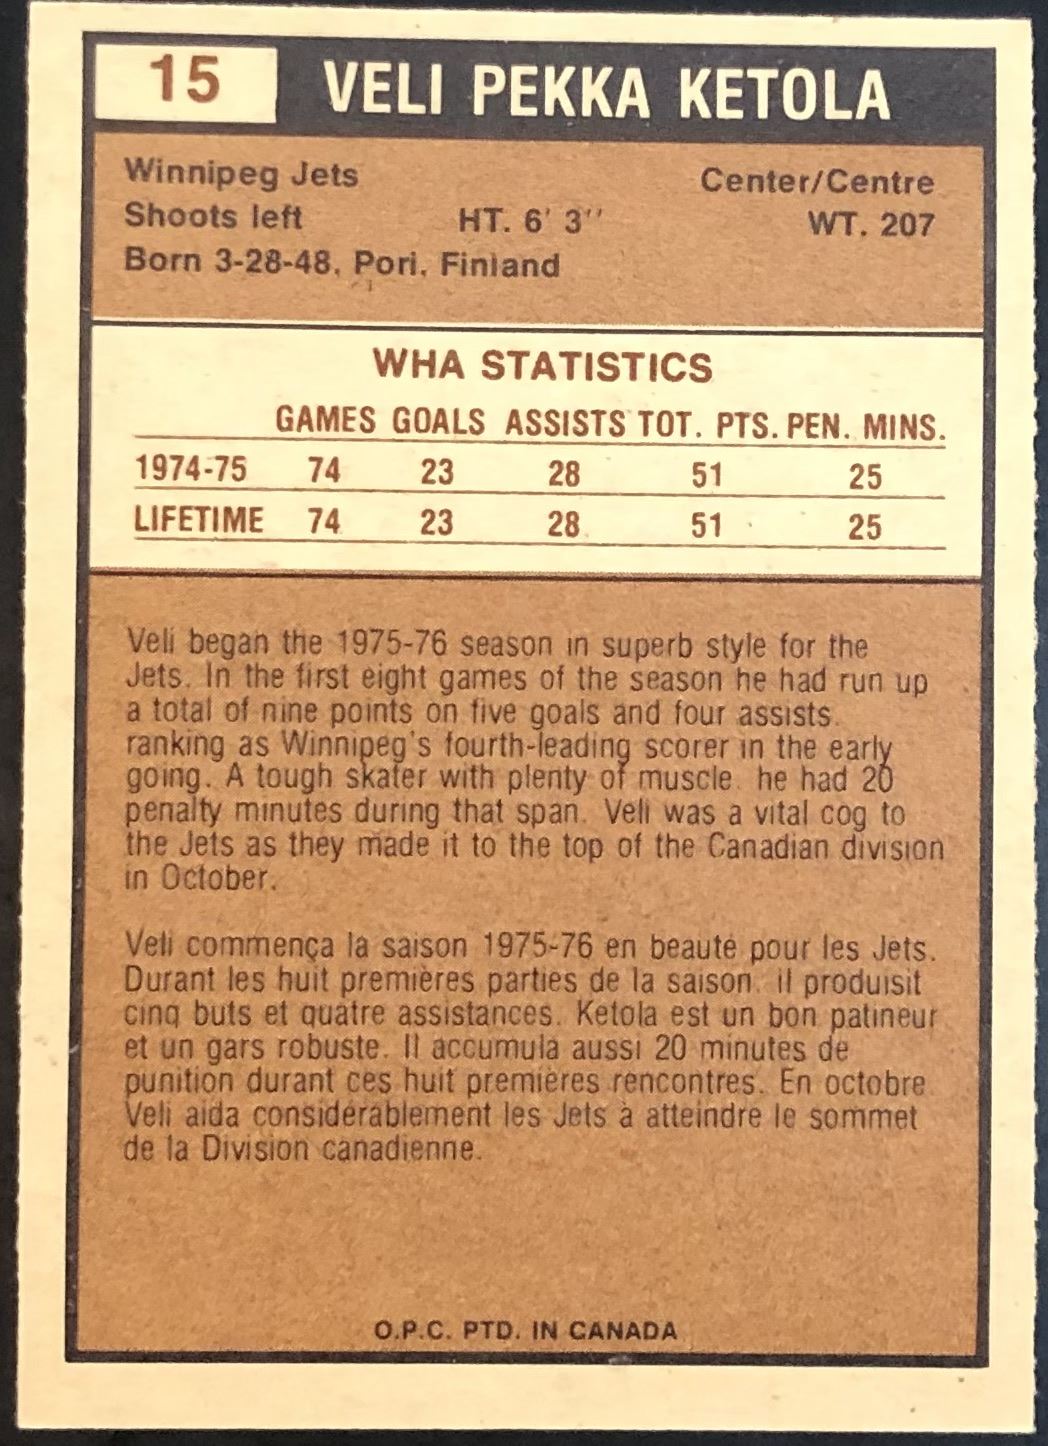 15 VELI PEKKA KETOLA
Winnipeg Jets Center/Centre
Shoots left HT. 6' 3'' WT. 207
Born 3-28-48, Pori, Finland
WHA STATISTICS
GAMES GOALS ASSISTS TOT. PTS. PEN. MINS.
1974-75 74 23 28 51 25
LIFETIME 74 23 28 51 25
Veli began the 1975-76 season in superb style for the
Jets. In the first eight games of the season he had run up
a total of nine points on five goals and four assists,
ranking as Winnipeg's fourth-leading scorer in the early
going. A tough skater with plenty of muscle, he had 20
penalty minutes during that span. Veli was a vital cog to
the Jets as they made it to the top of the Canadian division
in October.
Veli commença la saison 1975-76 en beauté pour les Jets.
Durant les huit premières parties de la saison, il produisit
cinq buts et quatre assistances. Ketola est un bon patineur
et un gars robuste. Il accumula aussi 20 minutes de
punition durant ces huit premières rencontres. En octobre
Veli aida considérablement les Jets à atteindre le sommet
de la Division canadienne.
O.P.C. PTD. IN CANADA